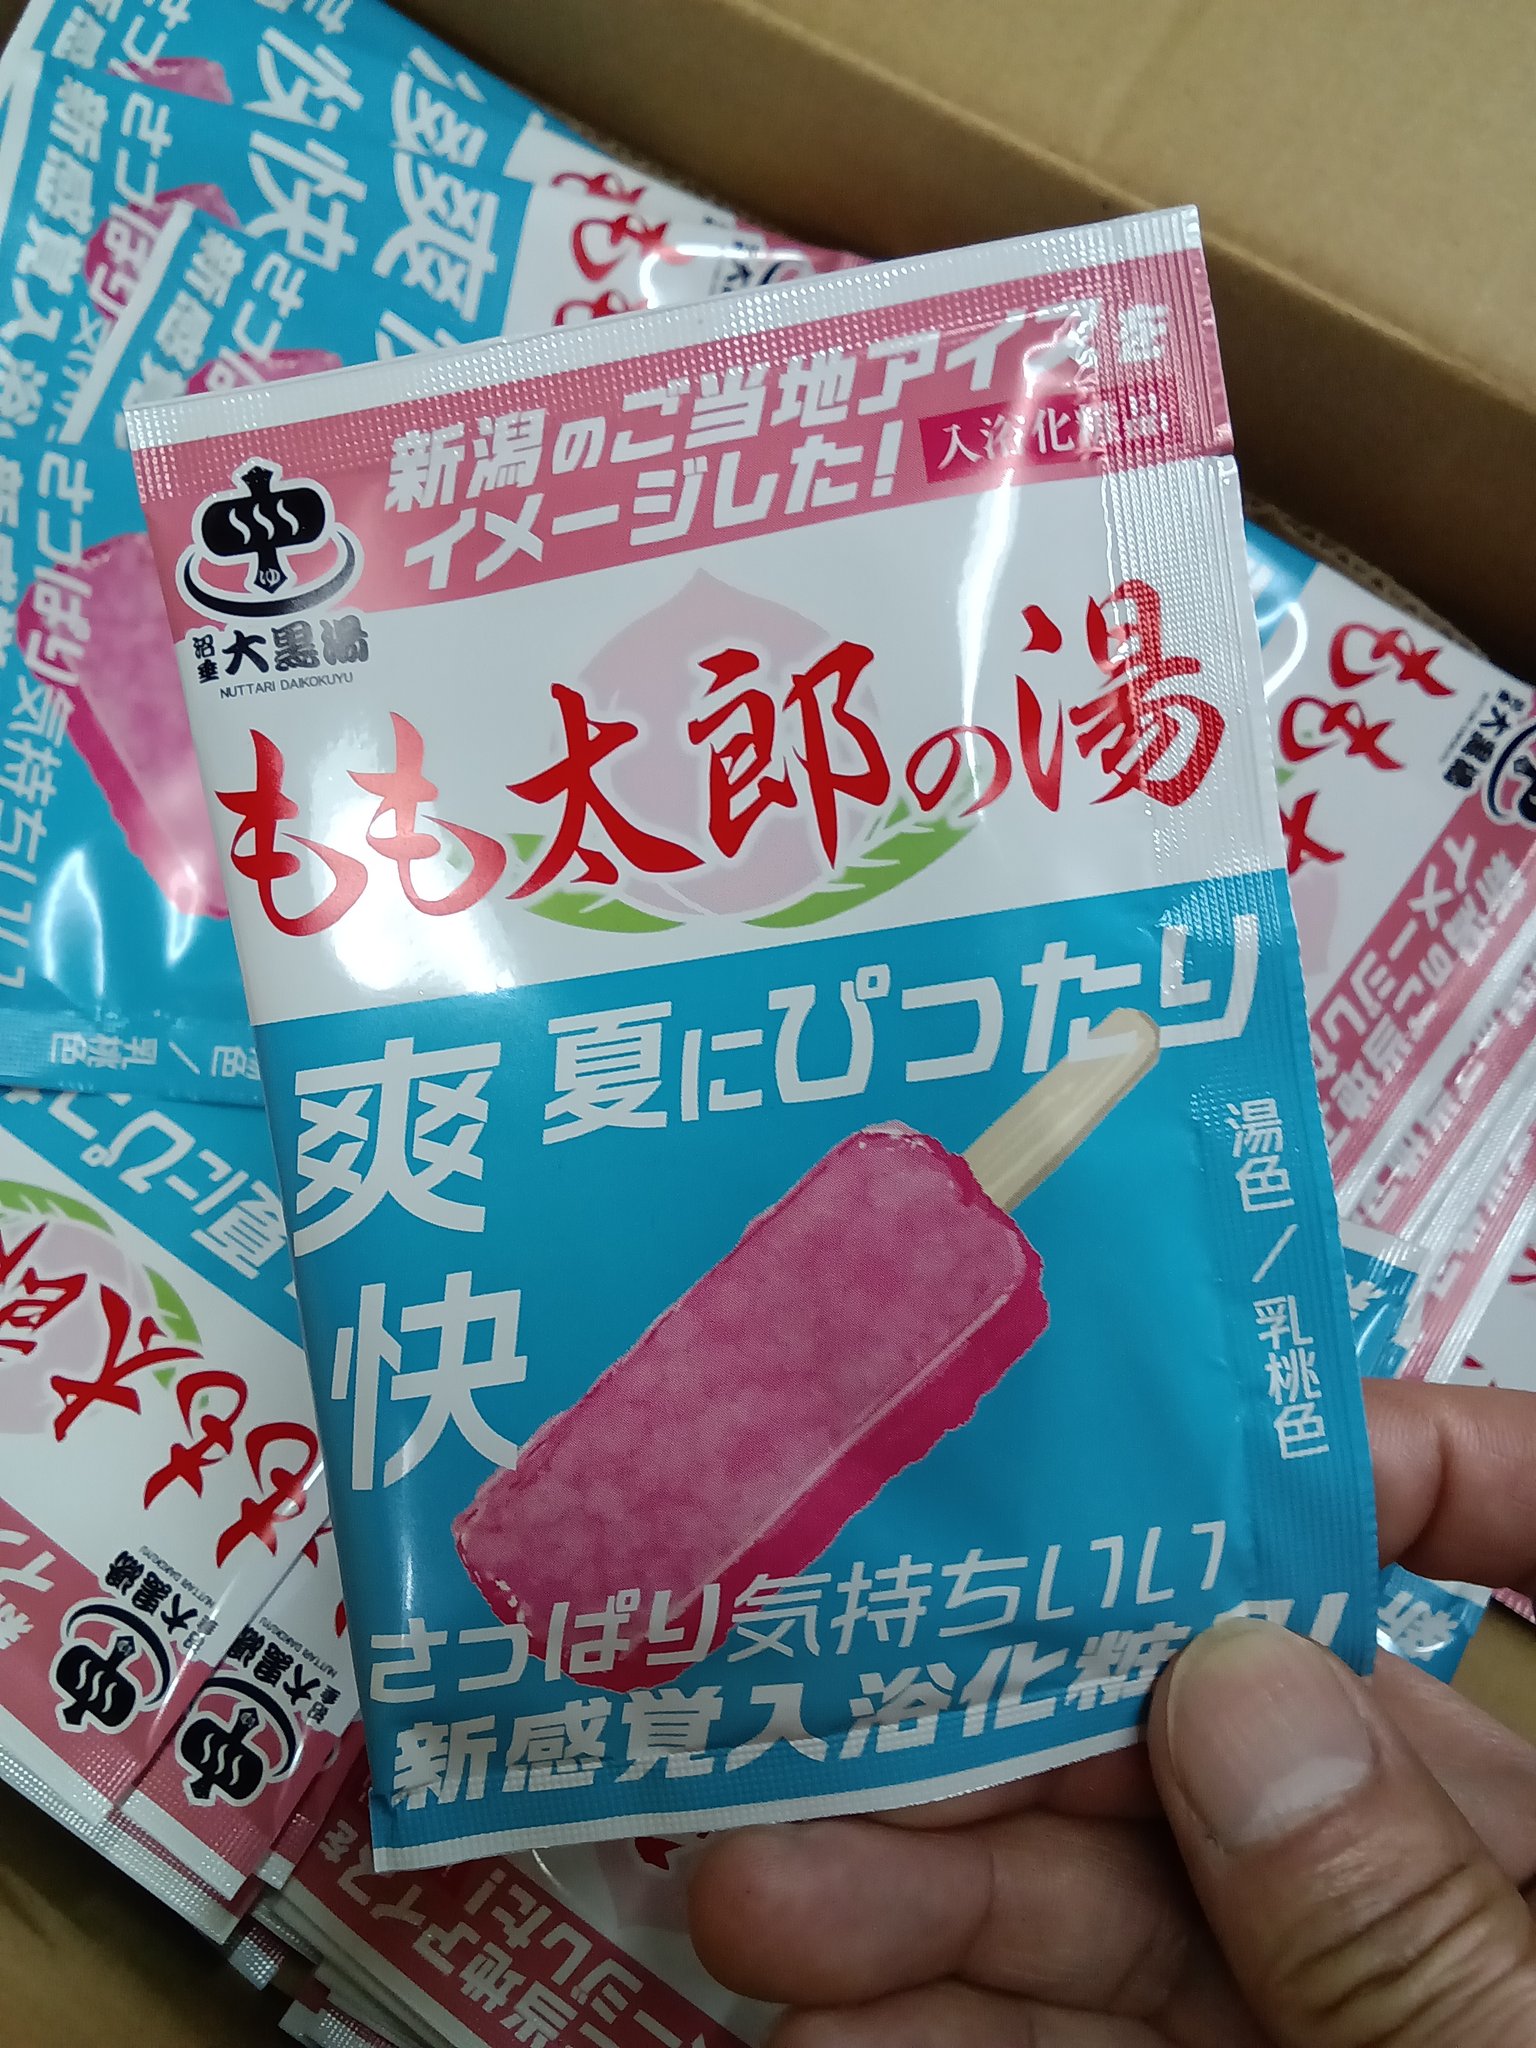 新潟のご当地アイスを
イメージした!
入浴化粧品
沼垂 大黒湯
NUTTARI DAIKOKUYU
もも太郎の湯
夏にぴったり
爽快
湯色/乳桃色
さっぱり気持ちいい
新感覚入浴化粧